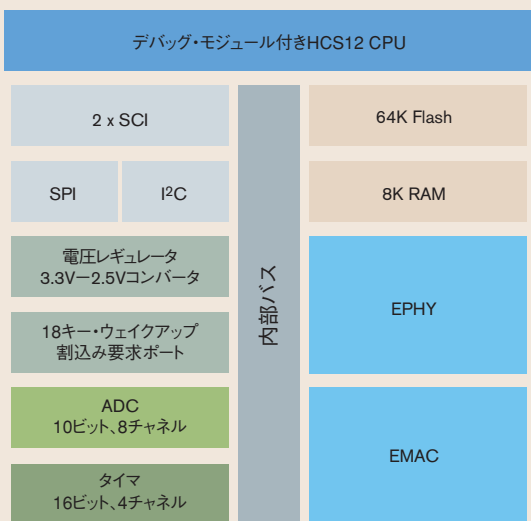 デバッグ・モジュール付きHCS12 CPU
2 x SCI
SPI
I²C
電圧レギュレータ
3.3V－2.5Vコンバータ
18キー・ウェイクアップ
割込み要求ポート
ADC
10ビット、8チャネル
タイマ
16ビット、4チャネル
内部バス
64K Flash
8K RAM
EPHY
EMAC